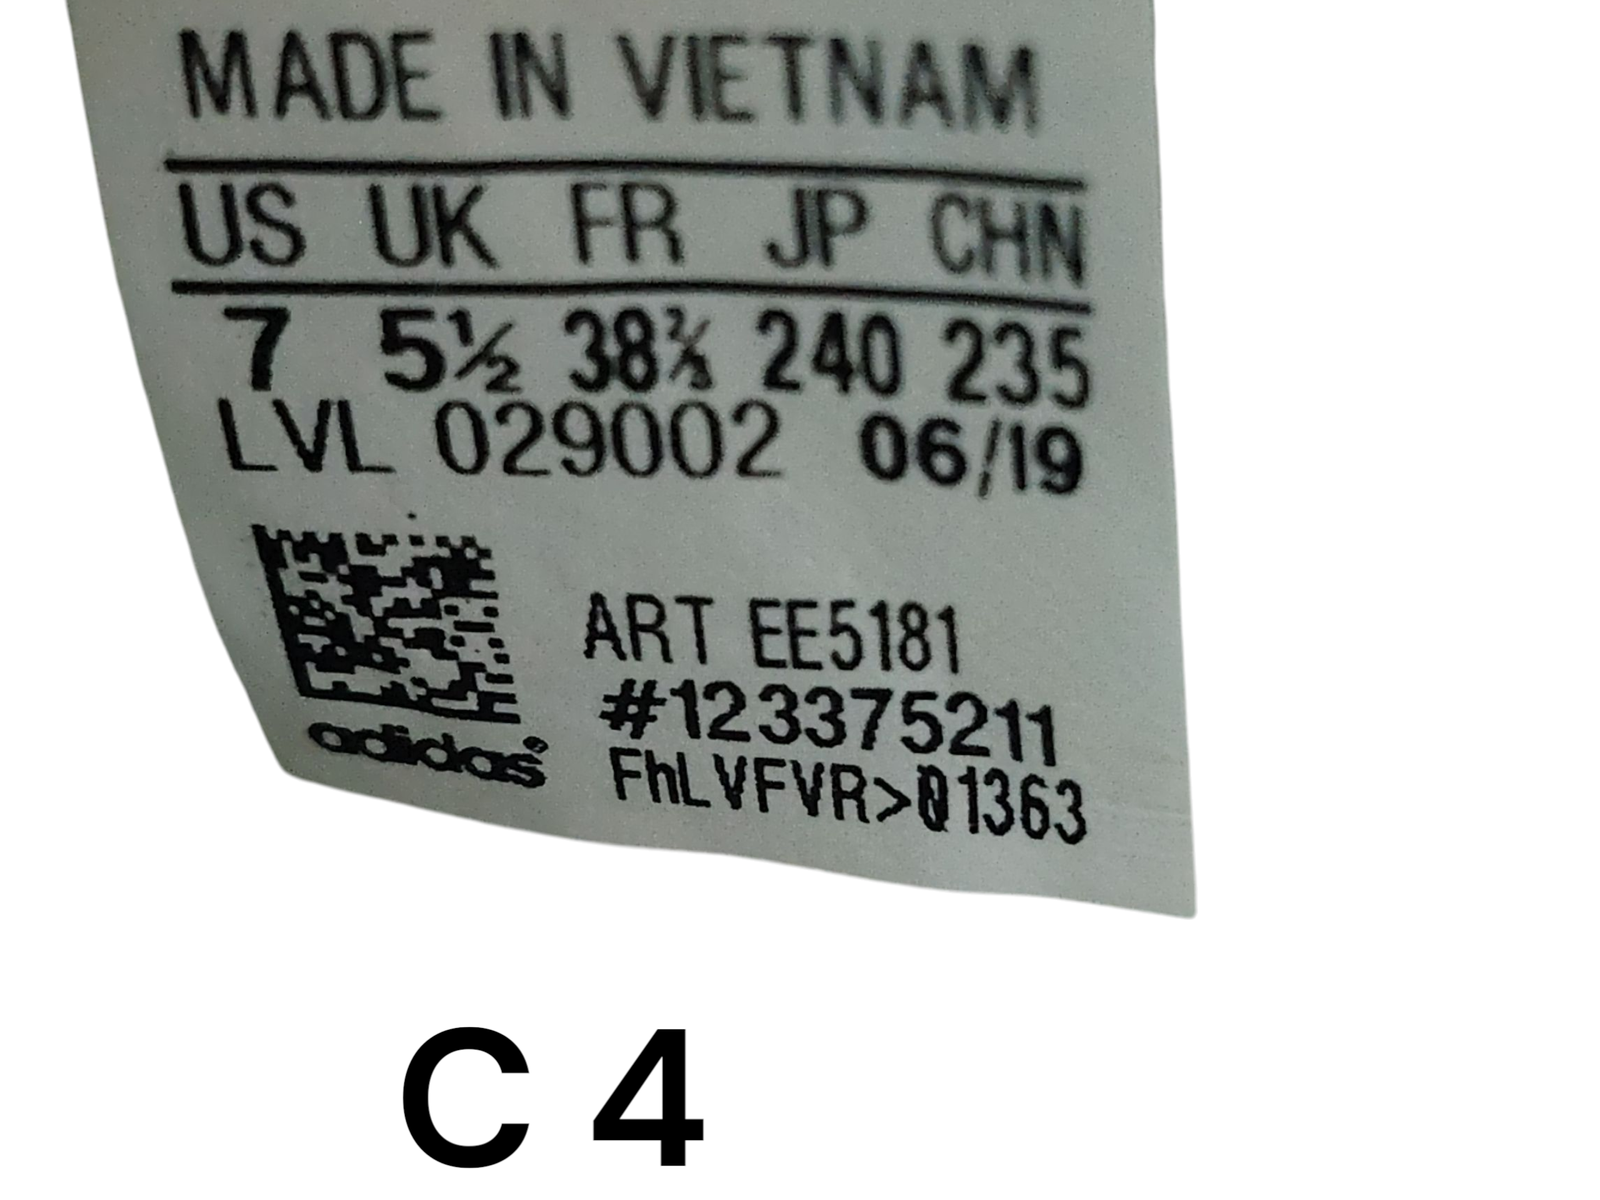 MADE IN VIETNAM
US UK FR JP CHN
7 5½ 38⅔ 240 235
LVL 029002 06/19
ART EE5181
#123375211
adidas®
FhLVFVR>01363
C 4